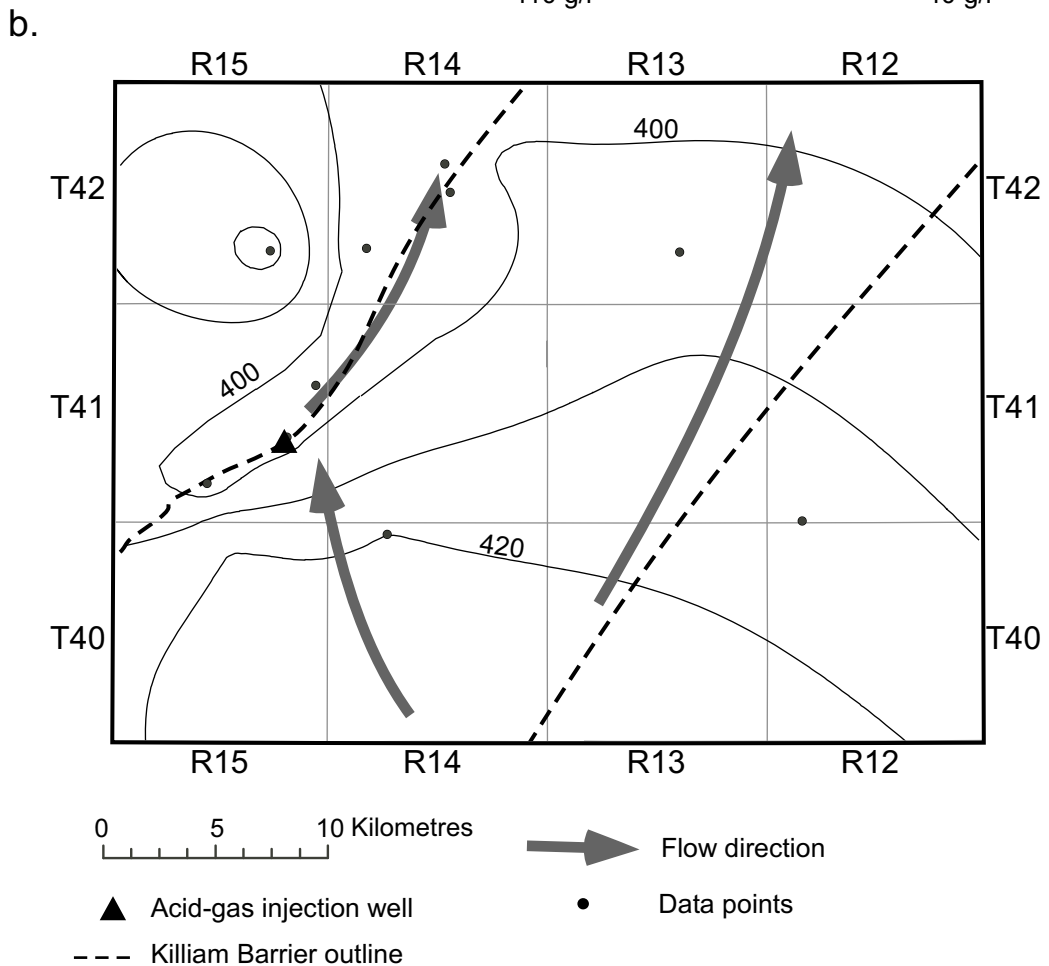 b.
R15 R14 R13 R12
400
T42 T42
400
T41 T41
420
T40 T40
R15 R14 R13 R12
0 5 10 Kilometres
Flow direction
Acid-gas injection well
Data points
Killiam Barrier outline